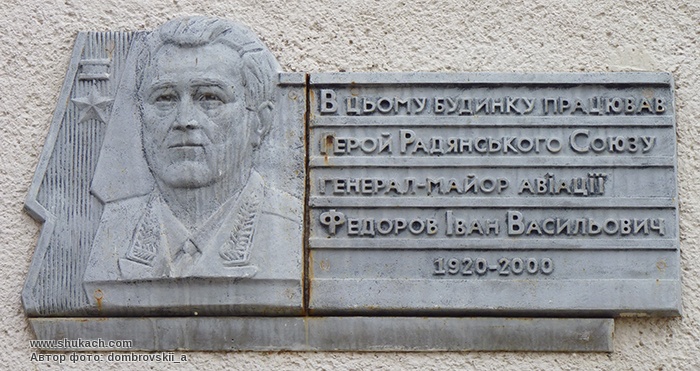 В цьому будинку працював
Герой Радянського Союзу
генерал-майор авіації
Федоров Іван Васильович
1920-2000
www.shukach.com
Автор фото: dombrovskii_a